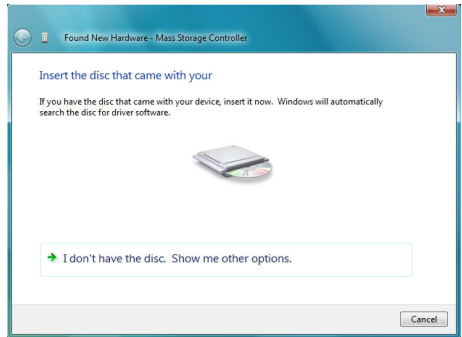 Found New Hardware - Mass Storage Controller
Insert the disc that came with your
If you have the disc that came with your device, insert it now.  Windows will automatically
search the disc for driver software.
I don't have the disc.  Show me other options.
Cancel